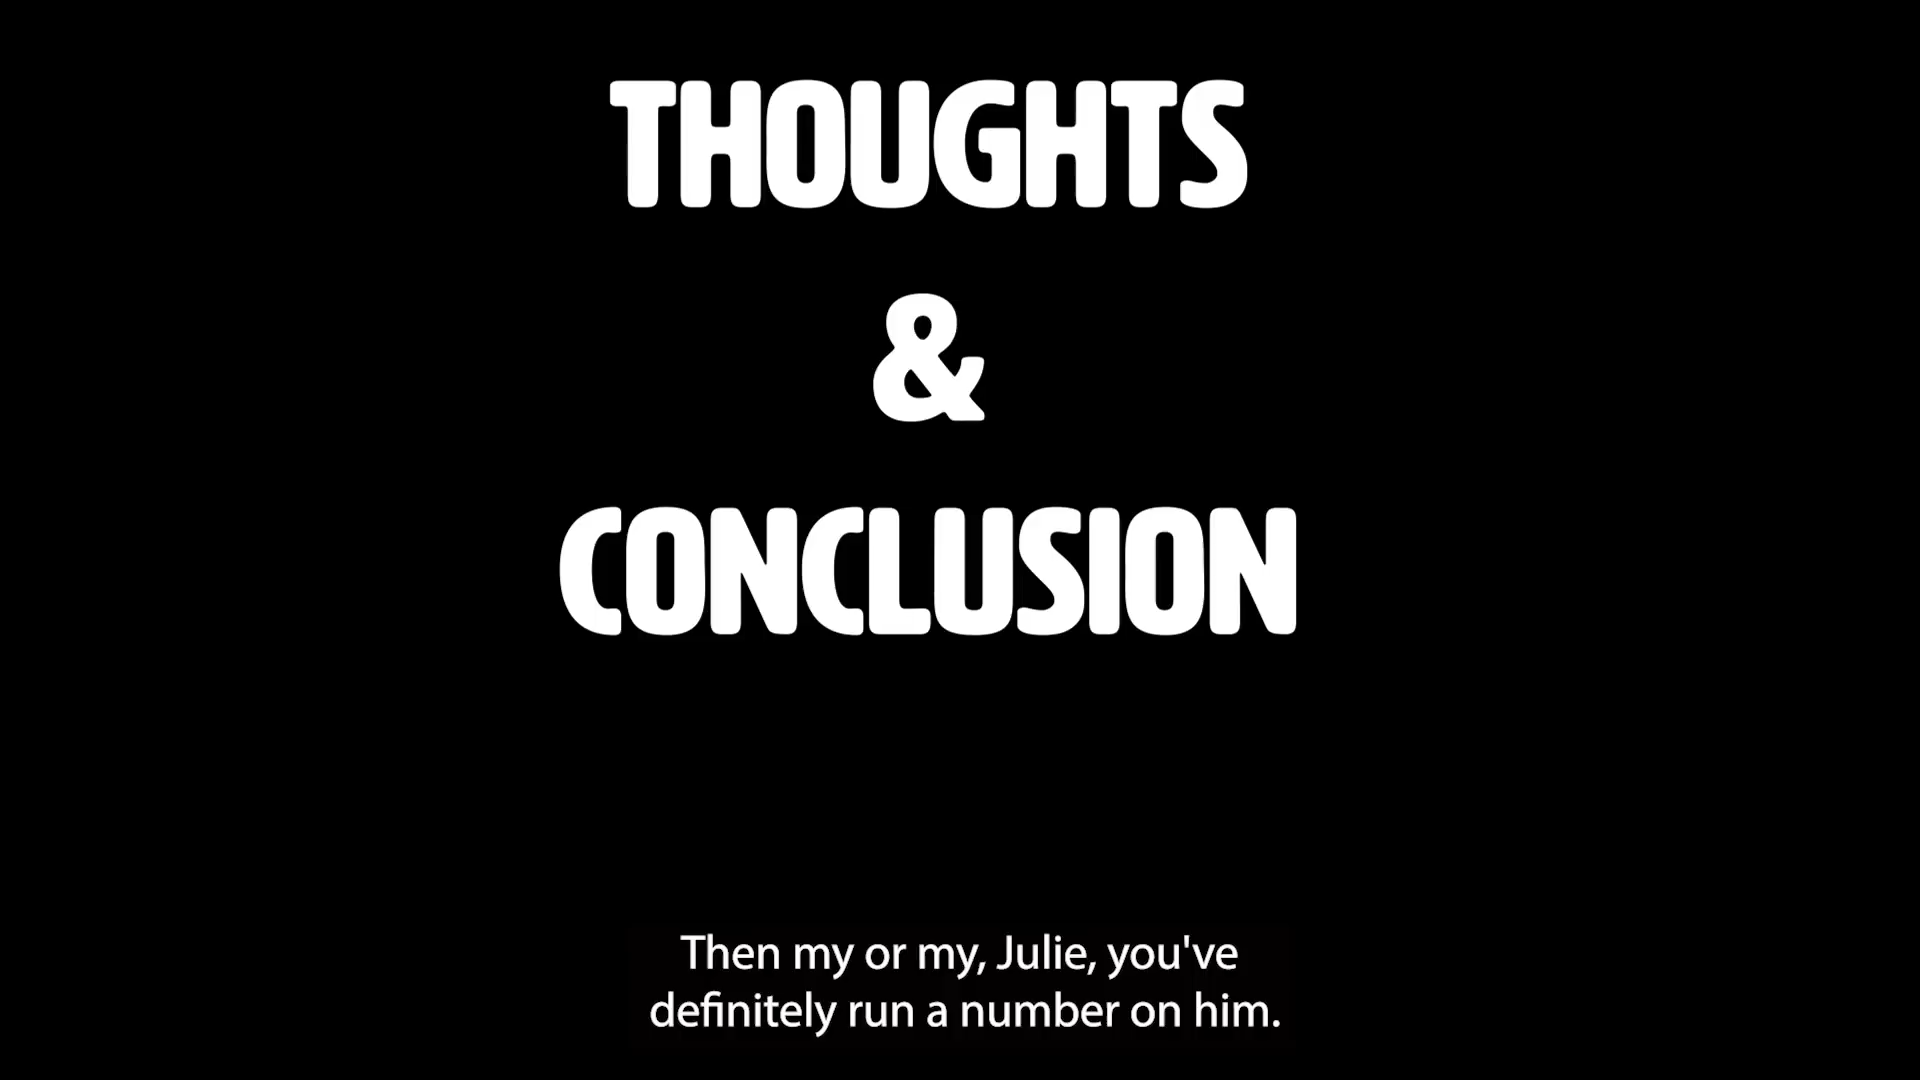 THOUGHTS
&
CONCLUSION
Then my or my, Julie, you've
definitely run a number on him.